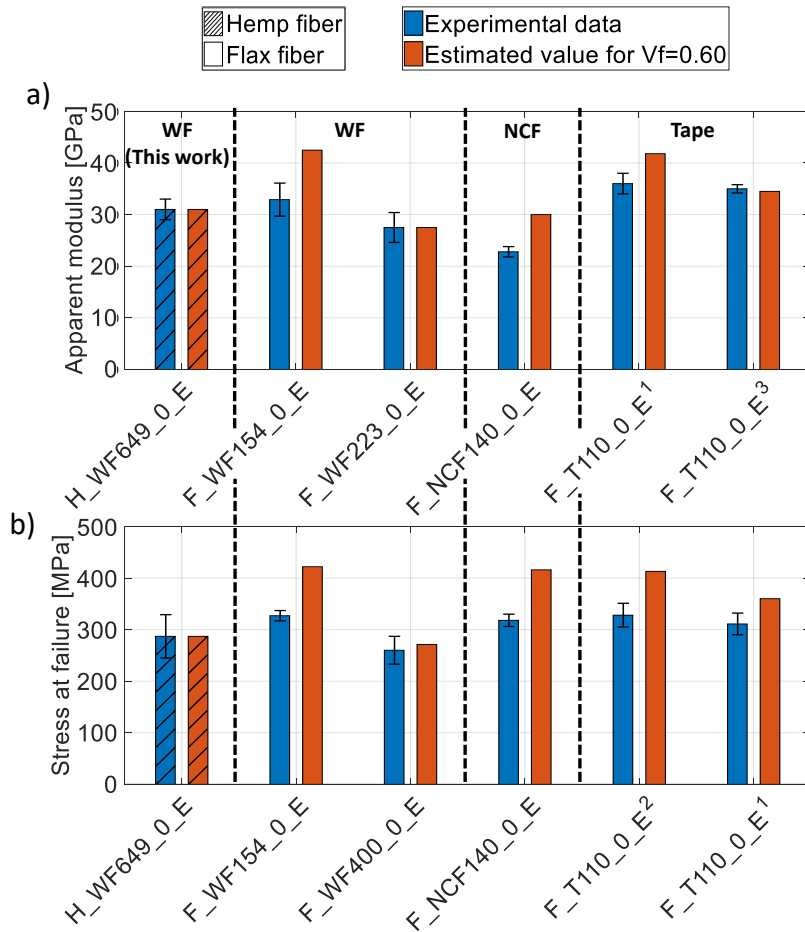 Hemp fiber
Flax fiber
Experimental data
Estimated value for Vf=0.60
a)
Apparent modulus [GPa]
50
40
30
20
10
0
WF
(This work)
WF
NCF
Tape
H_WF649_0_E
F_WF154_0_E
F_WF223_0_E
F_NCF140_0_E
F_T110_0_E¹
F_T110_0_E³
b)
Stress at failure [MPa]
500
400
300
200
100
0
H_WF649_0_E
F_WF154_0_E
F_WF400_0_E
F_NCF140_0_E
F_T110_0_E²
F_T110_0_E¹